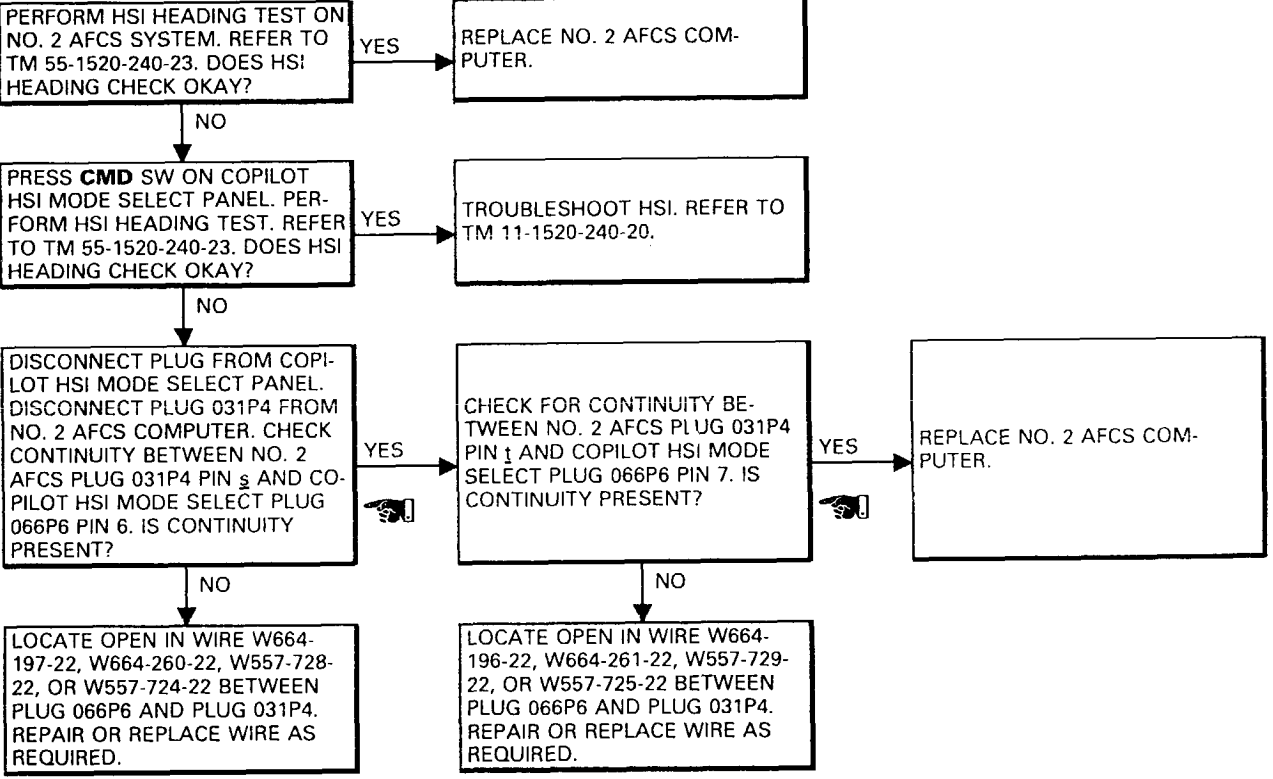 PERFORM HSI HEADING TEST ON
NO. 2 AFCS SYSTEM. REFER TO
TM 55-1520-240-23. DOES HSI
HEADING CHECK OKAY?
YES
REPLACE NO. 2 AFCS COM-
PUTER.
NO
PRESS CMD SW ON COPILOT
HSI MODE SELECT PANEL. PER-
FORM HSI HEADING TEST. REFER
TO TM 55-1520-240-23. DOES HSI
HEADING CHECK OKAY?
YES
TROUBLESHOOT HSI. REFER TO
TM 11-1520-240-20.
NO
DISCONNECT PLUG FROM COPI-
LOT HSI MODE SELECT PANEL.
DISCONNECT PLUG 031P4 FROM
NO. 2 AFCS COMPUTER. CHECK
CONTINUITY BETWEEN NO. 2
AFCS PLUG 031P4 PIN s AND CO-
PILOT HSI MODE SELECT PLUG
066P6 PIN 6. IS CONTINUITY
PRESENT?
YES
CHECK FOR CONTINUITY BE-
TWEEN NO. 2 AFCS PLUG 031P4
PIN t AND COPILOT HSI MODE
SELECT PLUG 066P6 PIN 7. IS
CONTINUITY PRESENT?
YES
REPLACE NO. 2 AFCS COM-
PUTER.
NO
LOCATE OPEN IN WIRE W664-
197-22, W664-260-22, W557-728-
22, OR W557-724-22 BETWEEN
PLUG 066P6 AND PLUG 031P4.
REPAIR OR REPLACE WIRE AS
REQUIRED.
NO
LOCATE OPEN IN WIRE W664-
196-22, W664-261-22, W557-729-
22, OR W557-725-22 BETWEEN
PLUG 066P6 AND PLUG 031P4.
REPAIR OR REPLACE WIRE AS
REQUIRED.